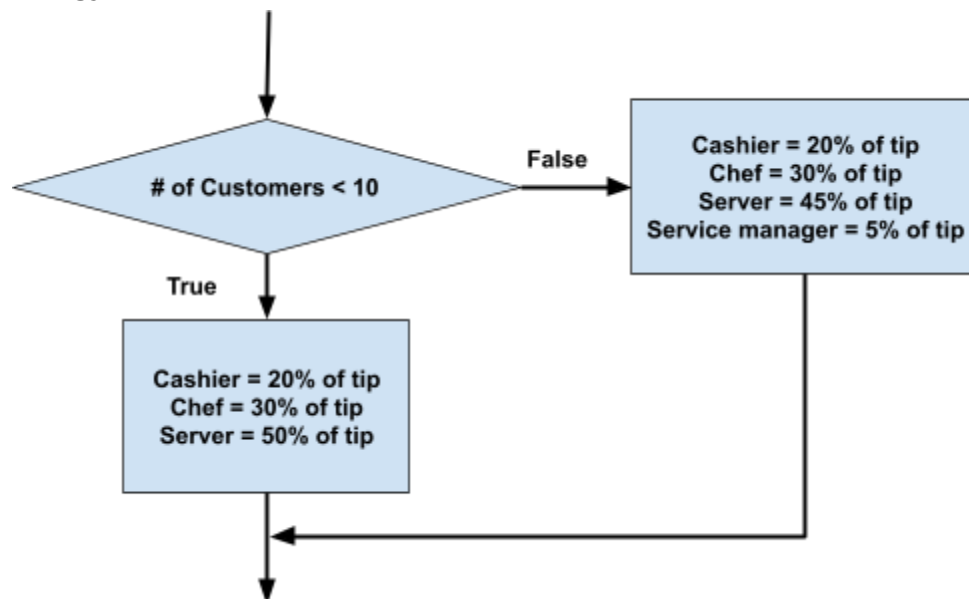 # of Customers < 10
False
Cashier = 20% of tip
Chef = 30% of tip
Server = 45% of tip
Service manager = 5% of tip
True
Cashier = 20% of tip
Chef = 30% of tip
Server = 50% of tip